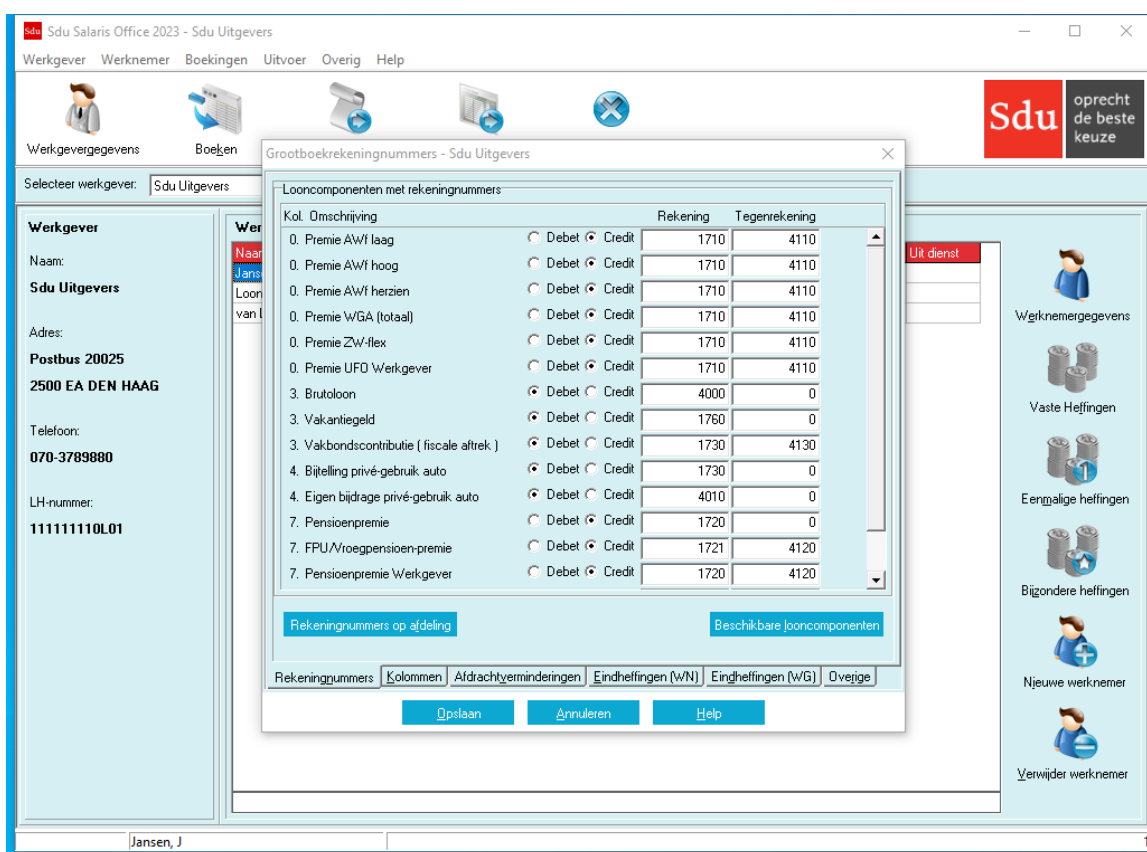 Sdu Sdu Salaris Office 2023 - Sdu Uitgevers
Werkgever Werknemer Boekingen Uitvoer Overig Help
Werkgevergegevens Boeken
Sdu oprecht
de beste
keuze
Selecteer werkgever: Sdu Uitgevers
Werkgever
Naam:
Sdu Uitgevers
Adres:
Postbus 20025
2500 EA DEN HAAG
Telefoon:
070-3789880
LH-nummer:
111111110L01
Wer
Naar
Jans
Loon
van L
Uit dienst
Grootboekrekeningnummers - Sdu Uitgevers
Looncomponenten met rekeningnummers
Kol. Omschrijving Rekening Tegenrekening
0. Premie AWf laag Debet Credit 1710 4110
0. Premie AWf hoog Debet Credit 1710 4110
0. Premie AWf herzien Debet Credit 1710 4110
0. Premie WGA (totaal) Debet Credit 1710 4110
0. Premie ZW-flex Debet Credit 1710 4110
0. Premie UFO Werkgever Debet Credit 1710 4110
3. Brutoloon Debet Credit 4000 0
3. Vakantiegeld Debet Credit 1760 0
3. Vakbondscontributie ( fiscale aftrek ) Debet Credit 1730 4130
4. Bijtelling privé-gebruik auto Debet Credit 1730 0
4. Eigen bijdrage privé-gebruik auto Debet Credit 4010 0
7. Pensioenpremie Debet Credit 1720 0
7. FPU/Vroegpensioen-premie Debet Credit 1721 4120
7. Pensioenpremie Werkgever Debet Credit 1720 4120
Rekeningnummers op afdeling Beschikbare looncomponenten
Rekeningnummers Kolommen Afdrachtverminderingen Eindheffingen (WN) Eindheffingen (WG) Overige
Opslaan Annuleren Help
Werknemergegevens
Vaste Heffingen
Eenmalige heffingen
Bijzondere heffingen
Nieuwe werknemer
Verwijder werknemer
Jansen, J